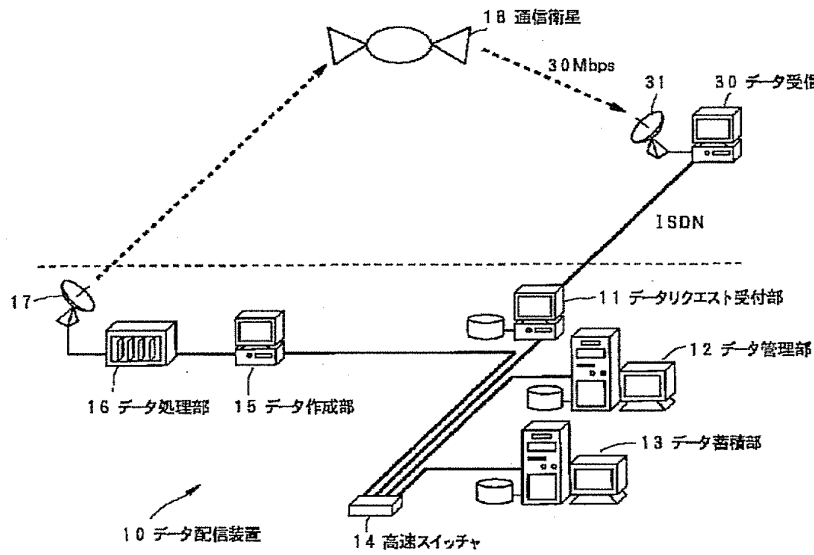 18 通信衛星
30Mbps
31
30 データ受信
ISDN
17
11 データリクエスト受付部
12 データ管理部
16 データ処理部
15 データ作成部
13 データ蓄積部
10 データ配信装置
14 高速スイッチャ